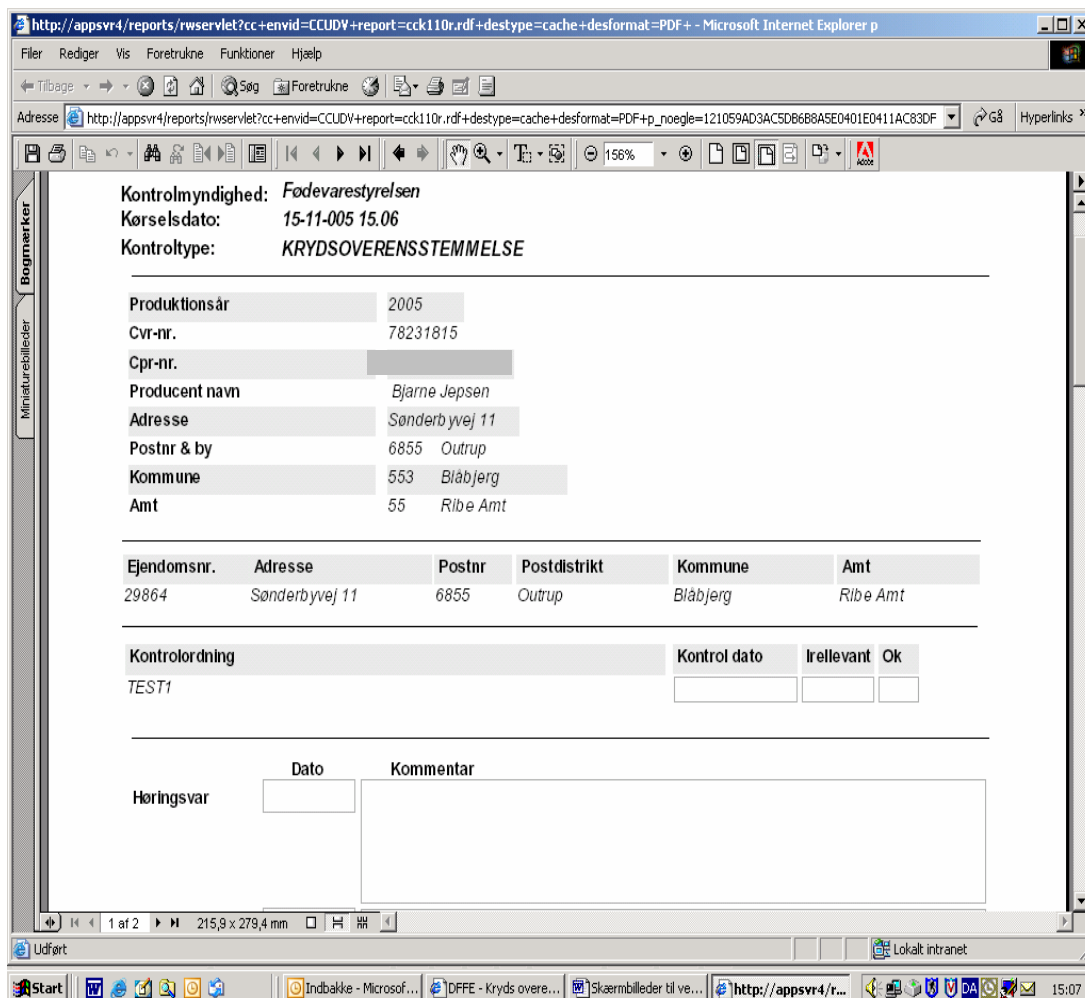 http://appsvr4/reports/rwservlet?cc+envid=CCUDV+report=cck110r.rdf+destype=cache+desformat=PDF+ - Microsoft Internet Explorer p
Filer Rediger Vis Foretrukne Funktioner Hjælp
Tilbage Søg Foretrukne
Adresse http://appsvr4/reports/rwservlet?cc+envid=CCUDV+report=cck110r.rdf+destype=cache+desformat=PDF+p_noegle=121059AD3AC5DB6B8A5E0401E0411AC83DF Gå Hyperlinks
156% Adobe
Bogmærker
Miniaturebilleder
Kontrolmyndighed: Fødevarestyrelsen
Kørselsdato: 15-11-005 15.06
Kontroltype: KRYDSOVERENSSTEMMELSE
Produktionsår 2005
Cvr-nr. 78231815
Cpr-nr.
Producent navn Bjarne Jepsen
Adresse Sønderbyvej 11
Postnr & by 6855 Outrup
Kommune 553 Blåbjerg
Amt 55 Ribe Amt
Ejendomsnr. Adresse Postnr Postdistrikt Kommune Amt
29864 Sønderbyvej 11 6855 Outrup Blåbjerg Ribe Amt
Kontrolordning Kontrol dato Irellevant Ok
TEST1
Dato Kommentar
Høringsvar
1 af 2 215,9 x 279,4 mm
Udført Lokalt intranet
Start Indbakke - Microsof... DFFE - Kryds overe... Skærmbilleder til ve... http://appsvr4/r... DA 15:07